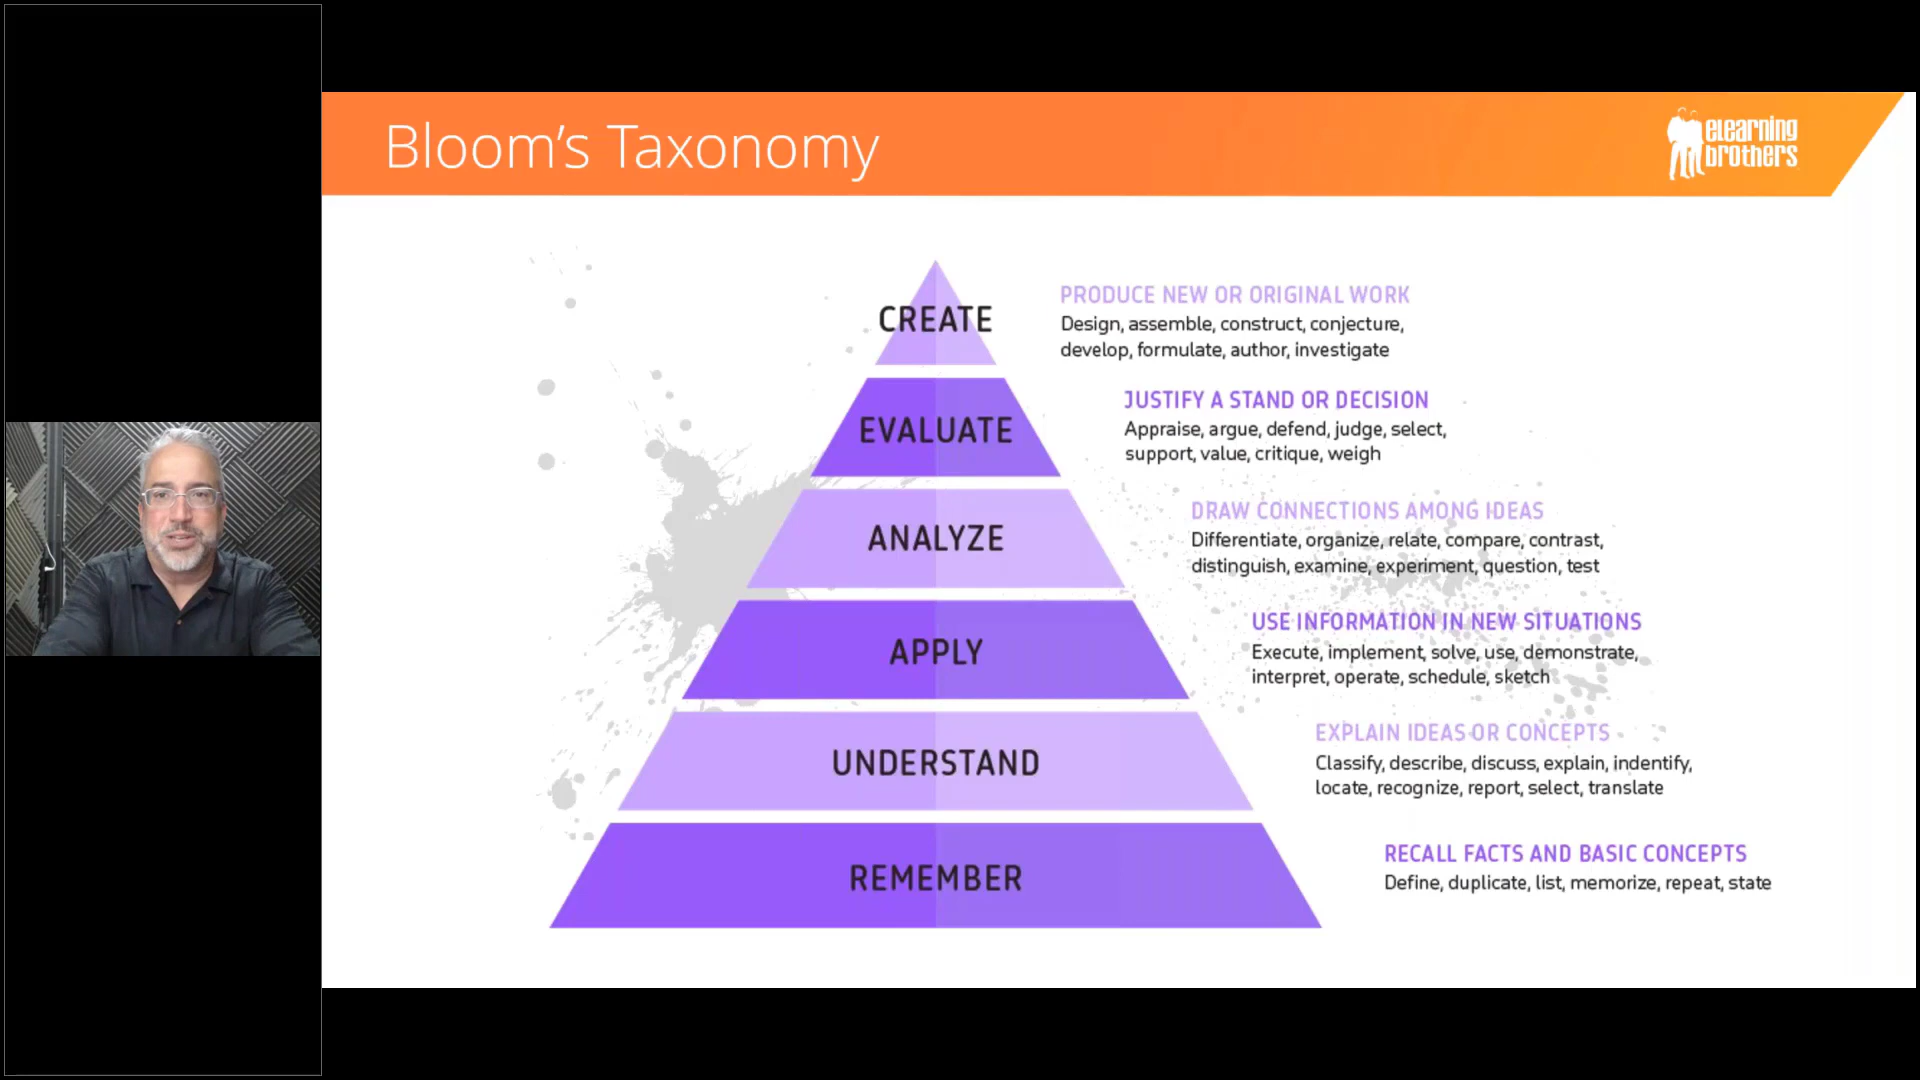 Bloom's Taxonomy
elearning
brothers
CREATE
PRODUCE NEW OR ORIGINAL WORK
Design, assemble, construct, conjecture,
develop, formulate, author, investigate
EVALUATE
JUSTIFY A STAND OR DECISION
Appraise, argue, defend, judge, select,
support, value, critique, weigh
ANALYZE
DRAW CONNECTIONS AMONG IDEAS
Differentiate, organize, relate, compare, contrast,
distinguish, examine, experiment, question, test
APPLY
USE INFORMATION IN NEW SITUATIONS
Execute, implement, solve, use, demonstrate,
interpret, operate, schedule, sketch
UNDERSTAND
EXPLAIN IDEAS OR CONCEPTS
Classify, describe, discuss, explain, indentify,
locate, recognize, report, select, translate
REMEMBER
RECALL FACTS AND BASIC CONCEPTS
Define, duplicate, list, memorize, repeat, state